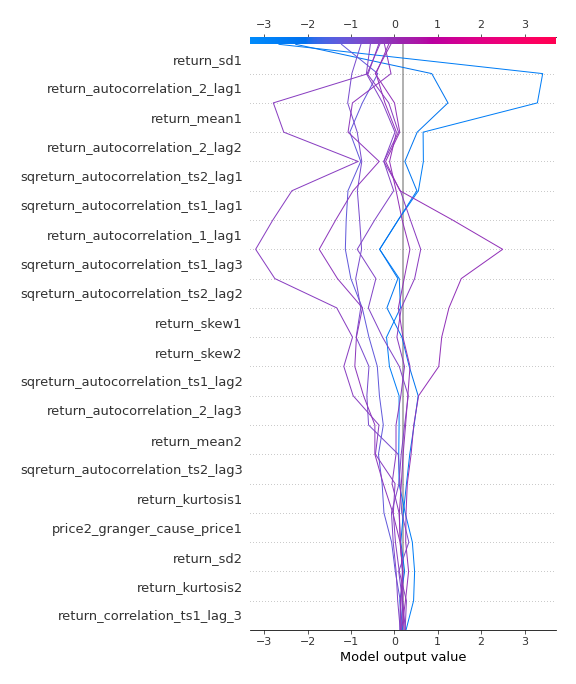 −3 −2 −1 0 1 2 3
return_sd1
return_autocorrelation_2_lag1
return_mean1
return_autocorrelation_2_lag2
sqreturn_autocorrelation_ts2_lag1
sqreturn_autocorrelation_ts1_lag1
return_autocorrelation_1_lag1
sqreturn_autocorrelation_ts1_lag3
sqreturn_autocorrelation_ts2_lag2
return_skew1
return_skew2
sqreturn_autocorrelation_ts1_lag2
return_autocorrelation_2_lag3
return_mean2
sqreturn_autocorrelation_ts2_lag3
return_kurtosis1
price2_granger_cause_price1
return_sd2
return_kurtosis2
return_correlation_ts1_lag_3
−3 −2 −1 0 1 2 3
Model output value